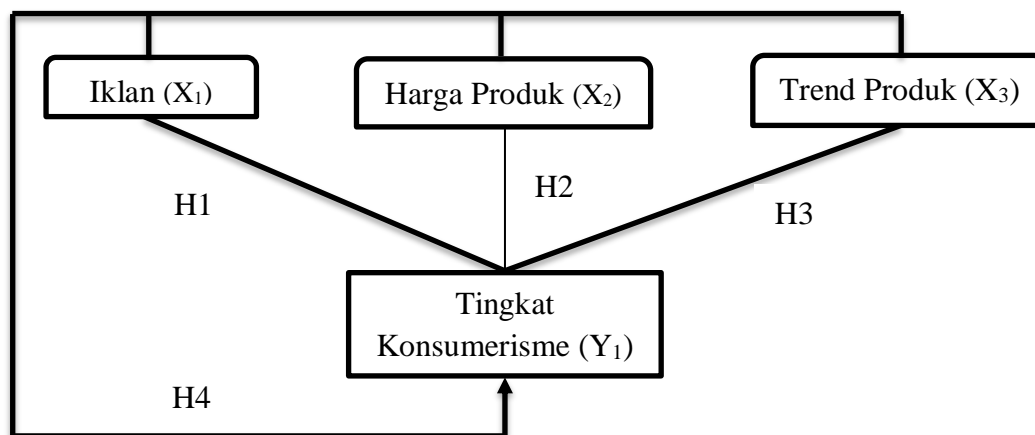 Iklan (X₁)
Harga Produk (X₂)
Trend Produk (X₃)
H1
H2
H3
Tingkat
Konsumerisme (Y₁)
H4